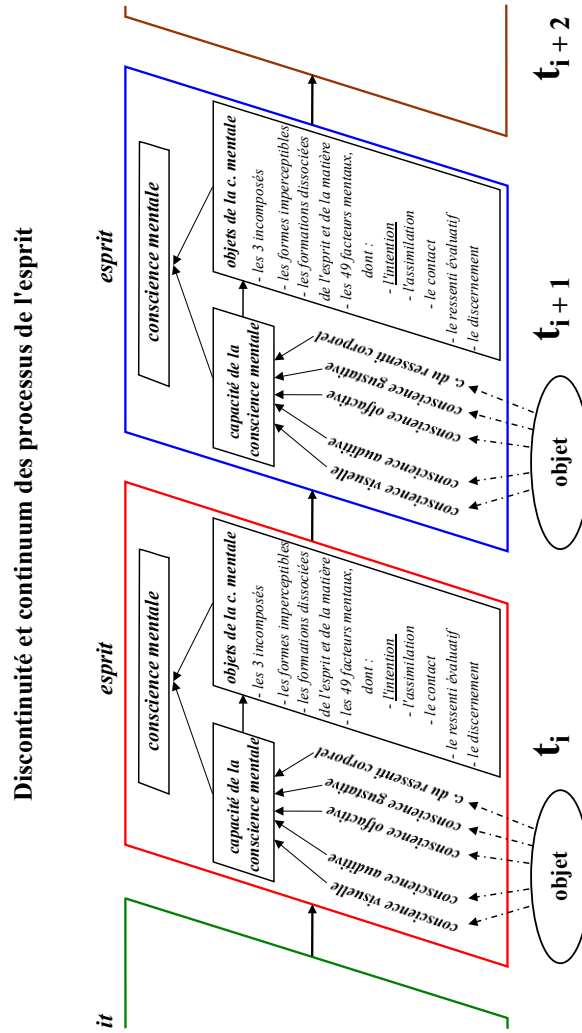 Discontinuité et continuum des processus de l'esprit
it
esprit
conscience mentale
capacité de la
conscience mentale
objets de la c. mentale
- les 3 incomposés
- les formes imperceptibles
- les formations dissociées
de l'esprit et de la matière
- les 49 facteurs mentaux,
dont :
- l'intention
- l'assimilation
- le contact
- le ressenti évaluatif
- le discernement
conscience visuelle
conscience auditive
conscience olfactive
conscience gustative
c. du ressenti corporel
objet
ti
esprit
conscience mentale
capacité de la
conscience mentale
objets de la c. mentale
- les 3 incomposés
- les formes imperceptibles
- les formations dissociées
de l'esprit et de la matière
- les 49 facteurs mentaux,
dont :
- l'intention
- l'assimilation
- le contact
- le ressenti évaluatif
- le discernement
conscience visuelle
conscience auditive
conscience olfactive
conscience gustative
c. du ressenti corporel
objet
ti + 1
ti + 2